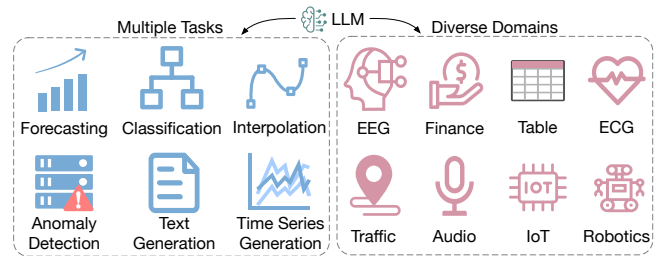 LLM
Multiple Tasks
Diverse Domains
Forecasting
Classification
Interpolation
Anomaly
Detection
Text
Generation
Time Series
Generation
EEG
Finance
Table
ECG
Traffic
Audio
IOT
IoT
Robotics